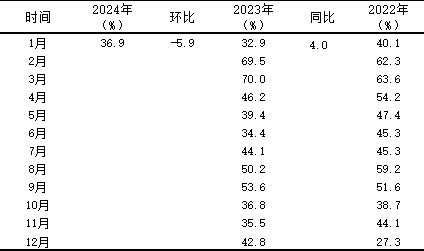 时间 2024年（%） 环比 2023年（%） 同比 2022年（%）
1月 36.9 -5.9 32.9 4.0 40.1
2月 69.5 62.3
3月 70.0 63.6
4月 46.2 54.2
5月 39.4 47.4
6月 34.4 45.3
7月 44.1 45.3
8月 50.2 59.2
9月 53.6 51.6
10月 36.8 38.7
11月 35.5 44.1
12月 42.8 27.3